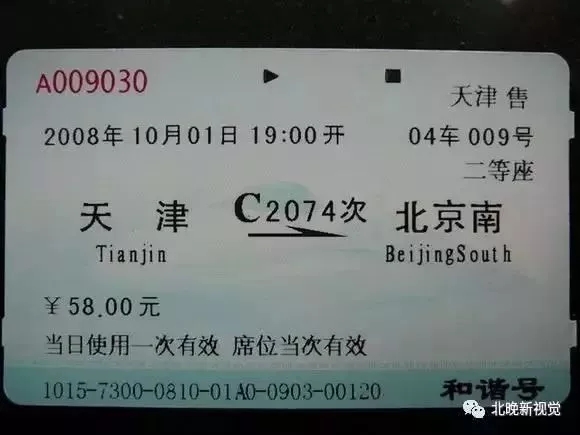 A009030
天津 售
2008年10月01日 19:00开 04车 009号
二等座
天 津 C2074次 北京南
Tianjin BeijingSouth
¥ 58.00元
当日使用一次有效 席位当次有效
1015-7300-0810-01A0-0903-00120 和谐号
北晚新视觉